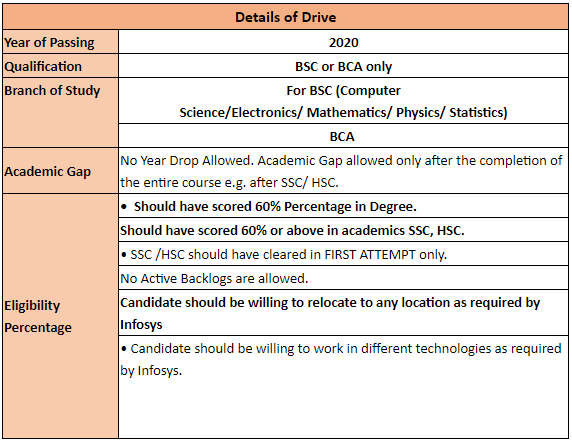 Details of Drive
Year of Passing
2020
Qualification
BSC or BCA only
Branch of Study
For BSC (Computer
Science/Electronics/ Mathematics/ Physics/ Statistics)
BCA
Academic Gap
No Year Drop Allowed. Academic Gap allowed only after the completion of
the entire course e.g. after SSC/ HSC.
Eligibility
Percentage
• Should have scored 60% Percentage in Degree.
Should have scored 60% or above in academics SSC, HSC.
• SSC /HSC should have cleared in FIRST ATTEMPT only.
No Active Backlogs are allowed.
Candidate should be willing to relocate to any location as required by
Infosys
• Candidate should be willing to work in different technologies as required
by Infosys.